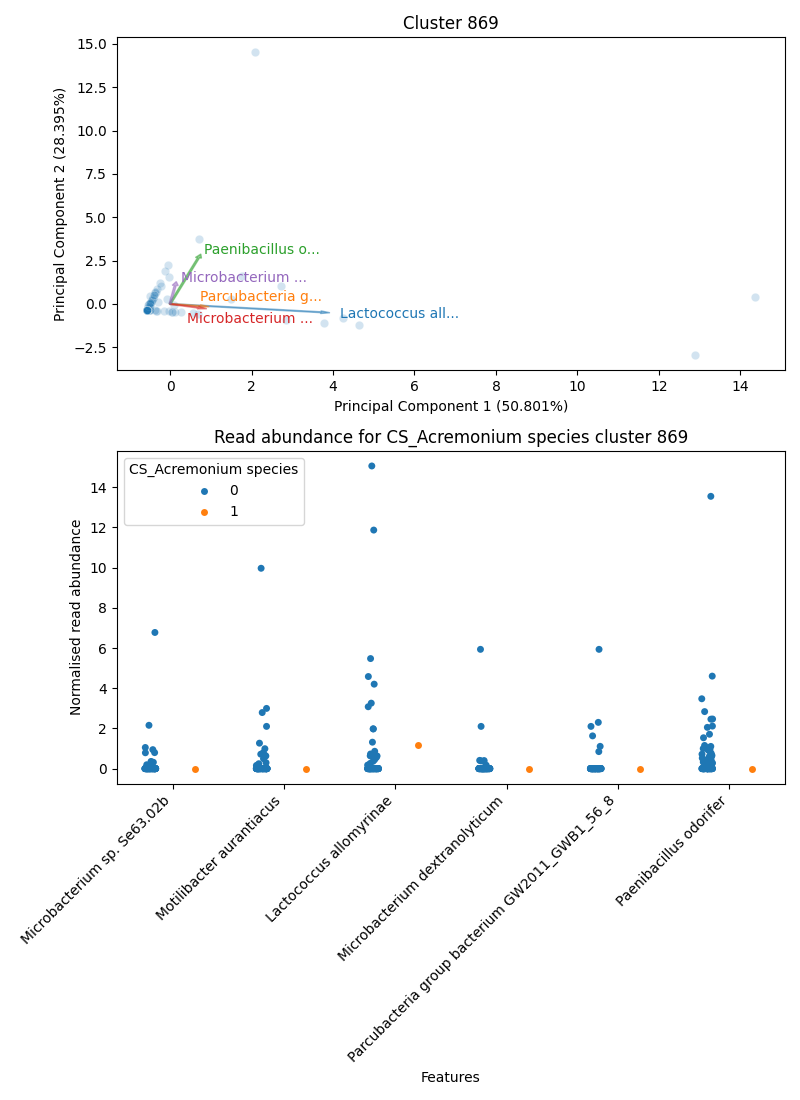 Cluster 869
15.0
12.5
10.0
7.5
5.0
2.5
0.0
−2.5
Principal Component 2 (28.395%)
Paenibacillus o...
Microbacterium ...
Parcubacteria g...
Microbacterium ...
Lactococcus all...
0 2 4 6 8 10 12 14
Principal Component 1 (50.801%)
Read abundance for CS_Acremonium species cluster 869
CS_Acremonium species
0
1
14
12
10
8
6
4
2
0
Normalised read abundance
Microbacterium sp. Se63.02b
Motilibacter aurantiacus
Lactococcus allomyrinae
Microbacterium dextranolyticum
Parcubacteria group bacterium GW2011_GWB1_56_8
Paenibacillus odorifer
Features